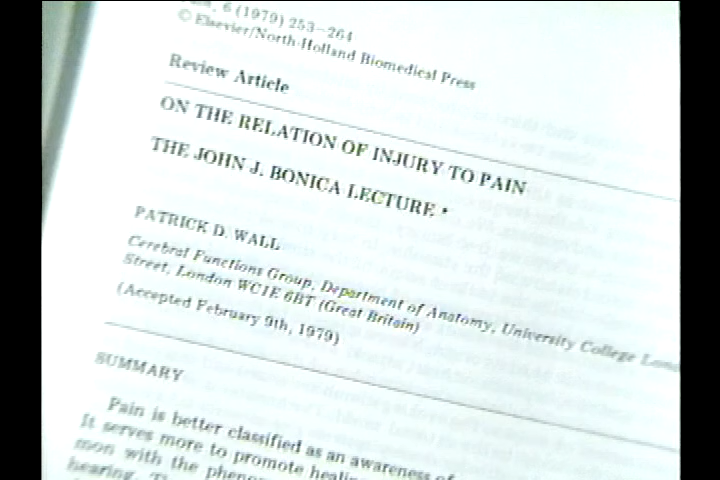 6 (1979) 253—264
© Elsevier/North-Holland Biomedical Press
Review Article
ON THE RELATION OF INJURY TO PAIN
THE JOHN J. BONICA LECTURE *
PATRICK D. WALL
Cerebral Functions Group, Department of Anatomy, University College
Street, London WC1E 6BT (Great Britain)
(Accepted February 9th, 1979)
SUMMARY
Pain is better classified as an awareness of
It serves more to promote
mon with the
hearing.